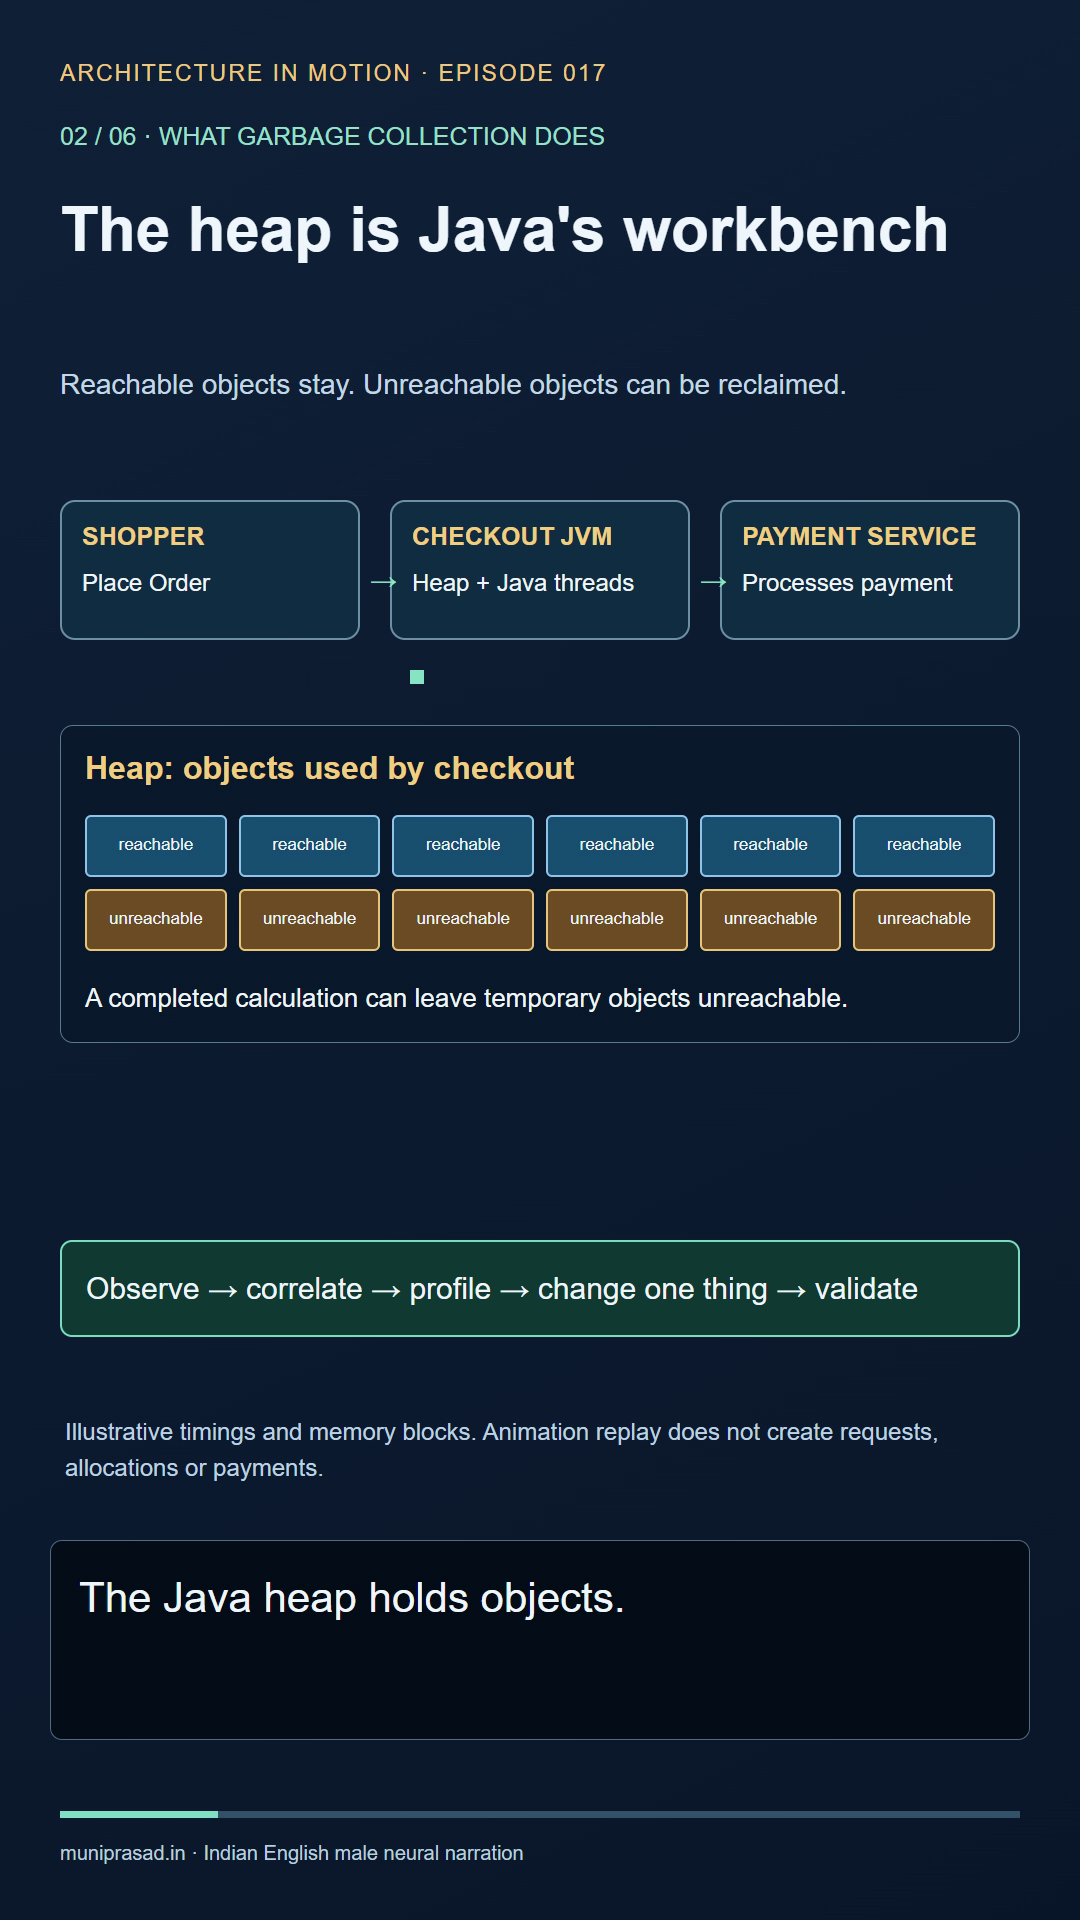 ARCHITECTURE IN MOTION · EPISODE 017
02 / 06 · WHAT GARBAGE COLLECTION DOES
The heap is Java's workbench
Reachable objects stay. Unreachable objects can be reclaimed.
SHOPPER
Place Order
→
CHECKOUT JVM
Heap + Java threads
→
PAYMENT SERVICE
Processes payment
Heap: objects used by checkout
reachable reachable reachable reachable reachable reachable
unreachable unreachable unreachable unreachable unreachable unreachable
A completed calculation can leave temporary objects unreachable.
Observe → correlate → profile → change one thing → validate
Illustrative timings and memory blocks. Animation replay does not create requests,
allocations or payments.
The Java heap holds objects.
muniprasad.in · Indian English male neural narration